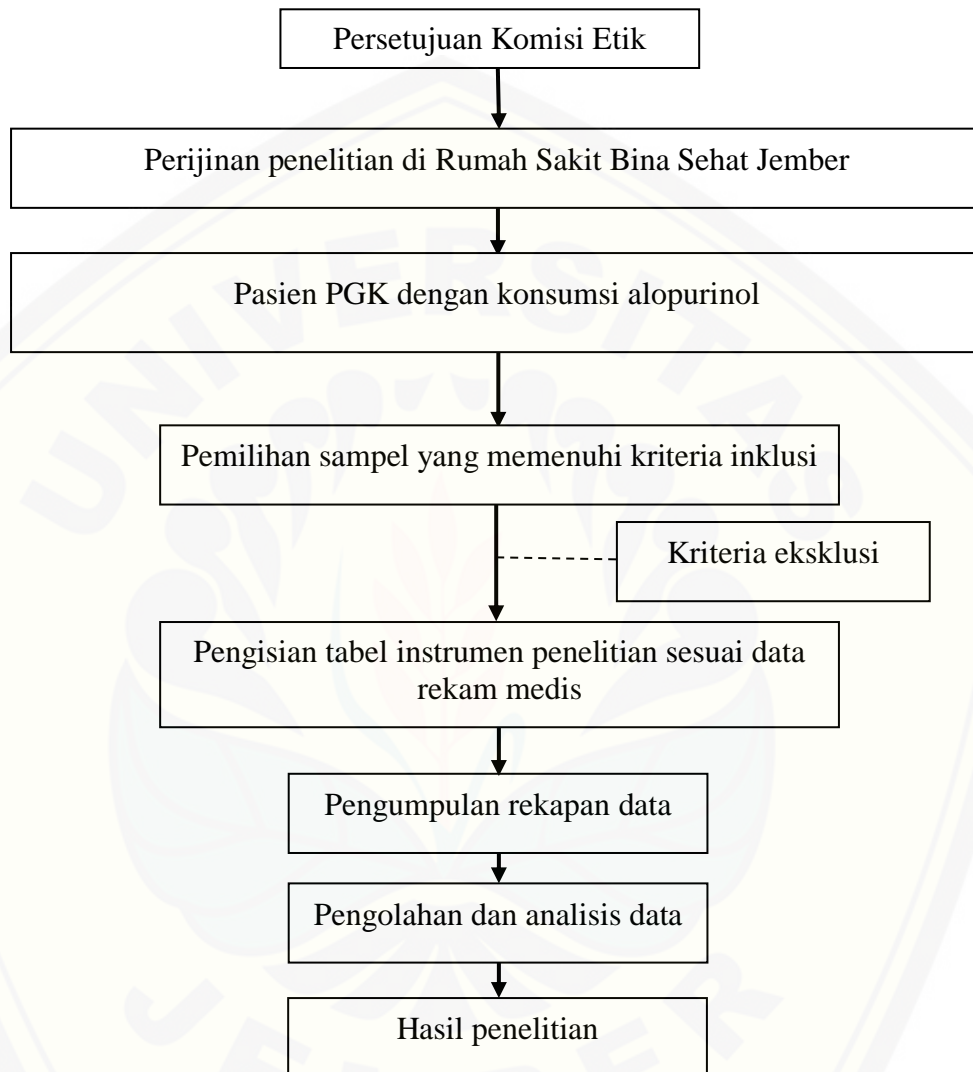 Persetujuan Komisi Etik
Perijinan penelitian di Rumah Sakit Bina Sehat Jember
Pasien PGK dengan konsumsi alopurinol
Pemilihan sampel yang memenuhi kriteria inklusi
Kriteria eksklusi
Pengisian tabel instrumen penelitian sesuai data
rekam medis
Pengumpulan rekapan data
Pengolahan dan analisis data
Hasil penelitian
UNIVERSITAS
JEMBER